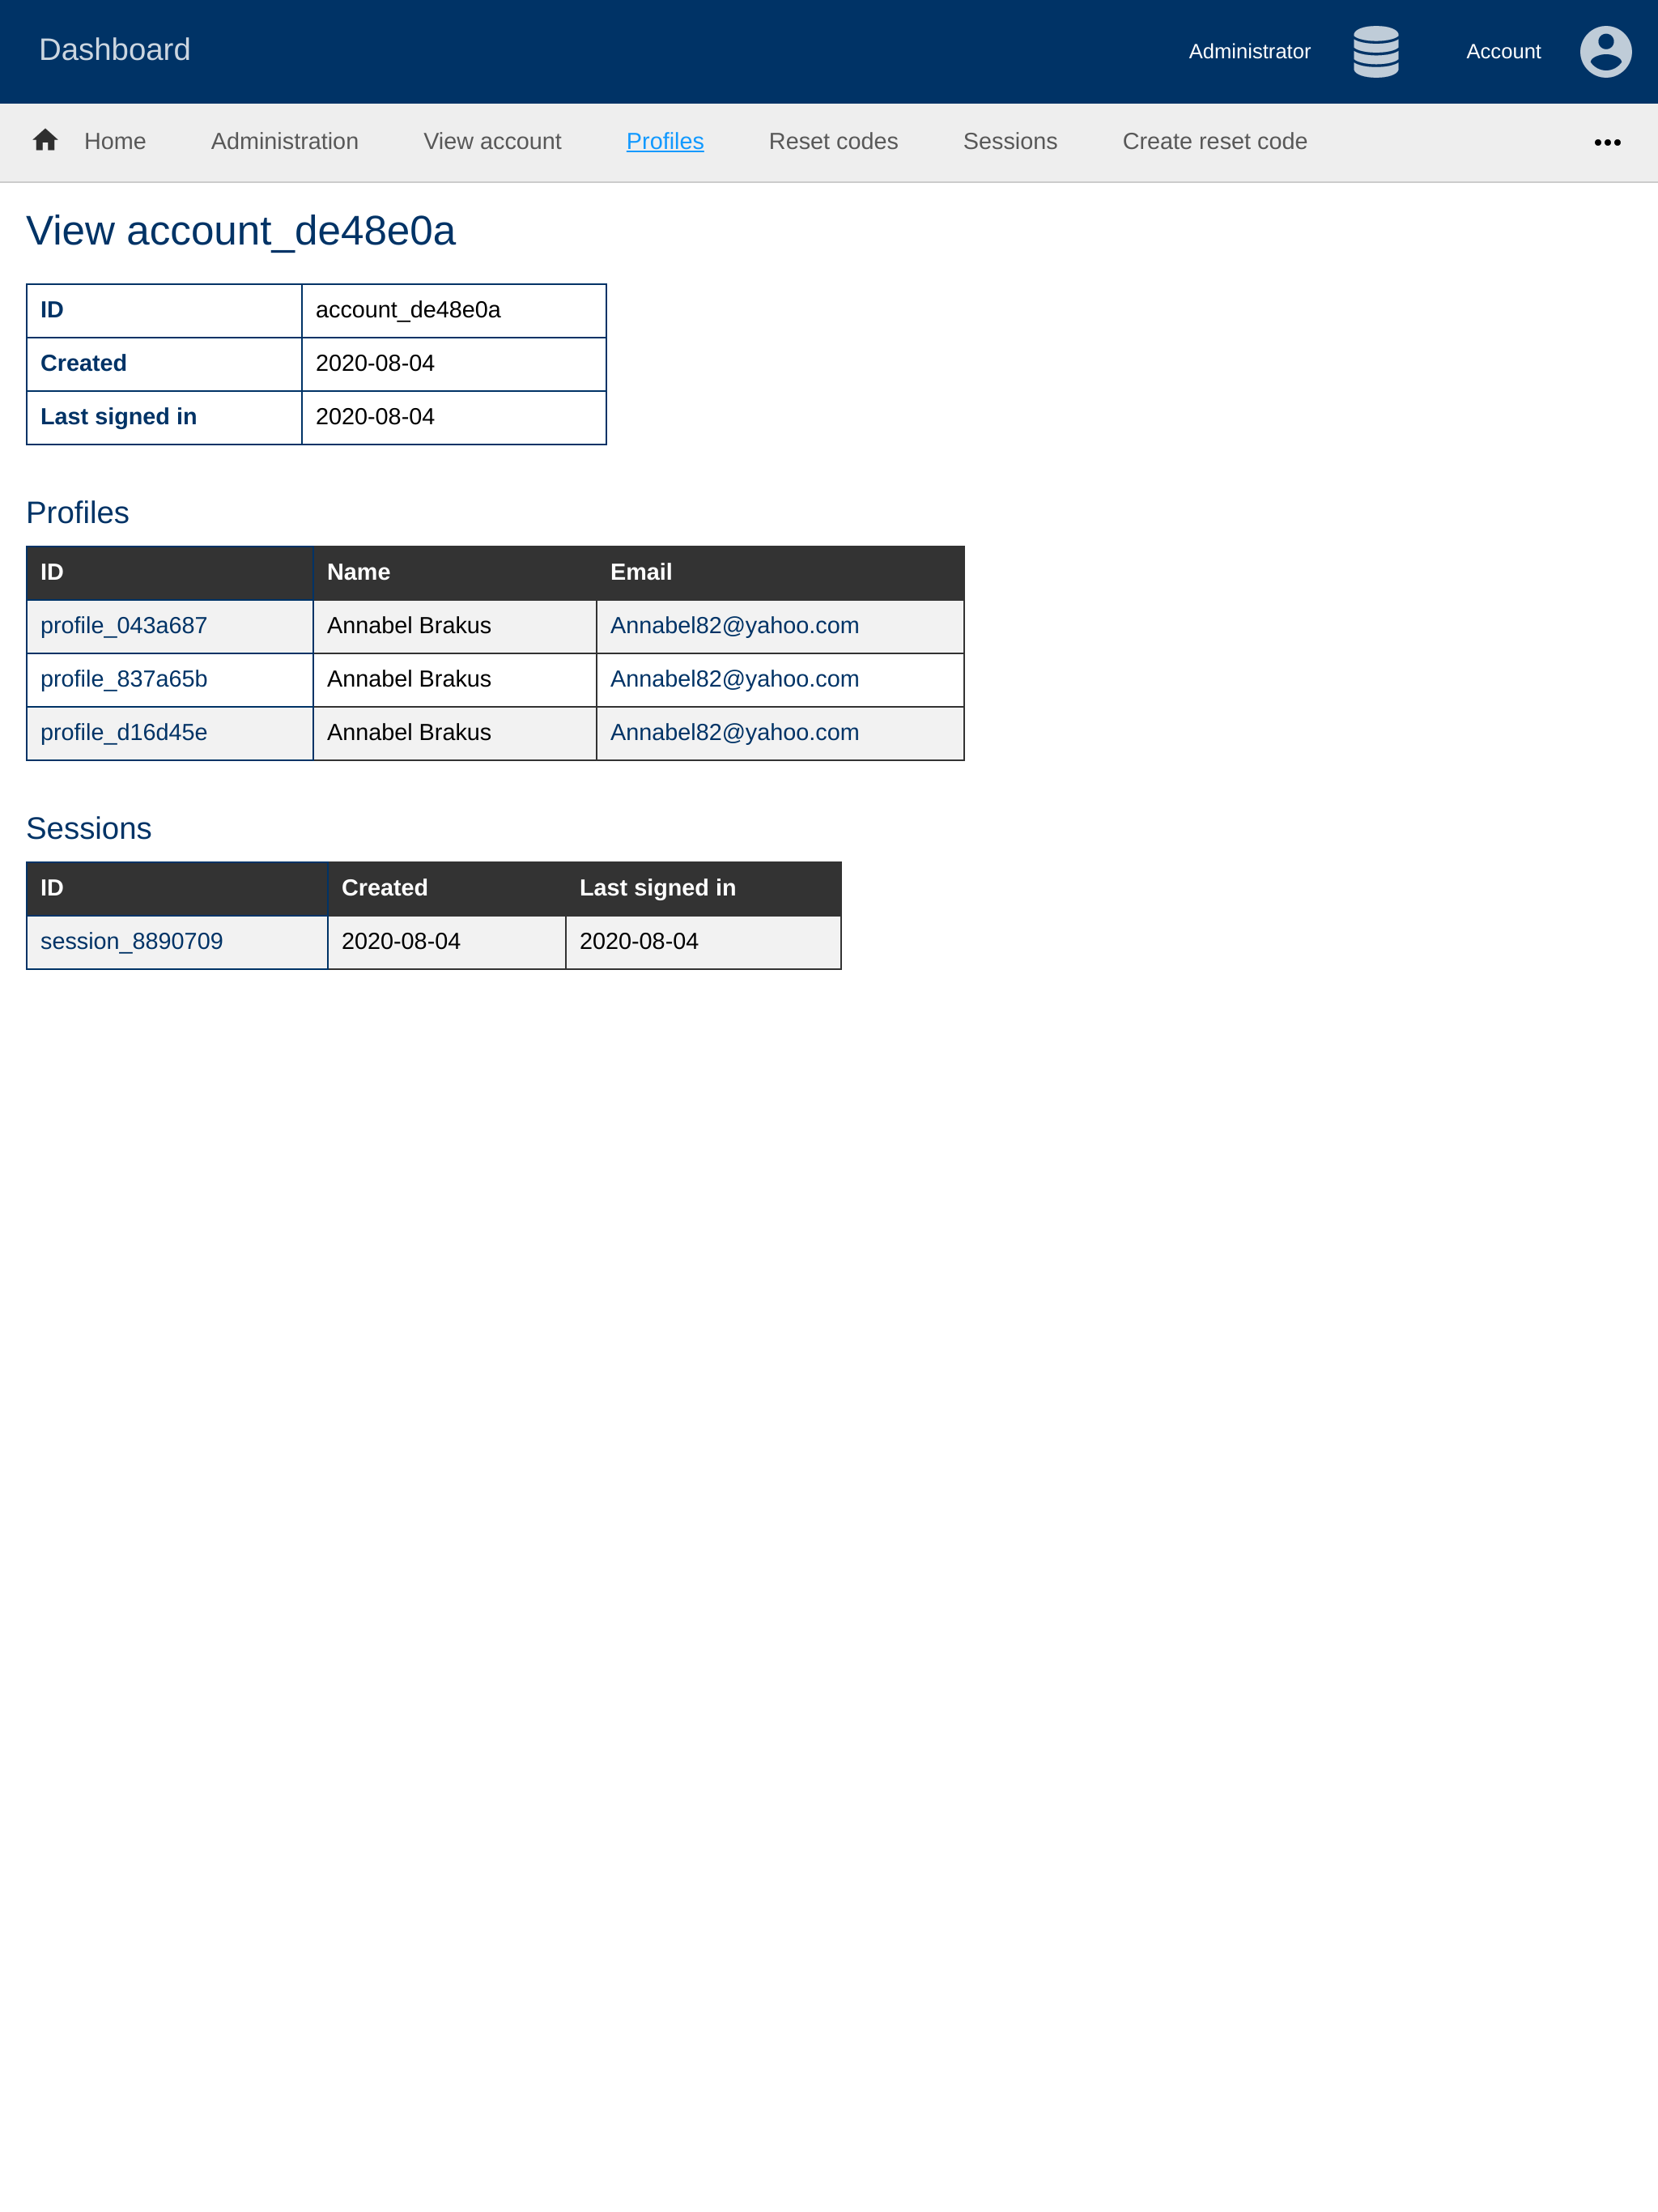 Dashboard
Administrator
Account
Home Administration View account Profiles Reset codes Sessions Create reset code
View account_de48e0a
ID account_de48e0a
Created 2020-08-04
Last signed in 2020-08-04
Profiles
ID Name Email
profile_043a687 Annabel Brakus Annabel82@yahoo.com
profile_837a65b Annabel Brakus Annabel82@yahoo.com
profile_d16d45e Annabel Brakus Annabel82@yahoo.com
Sessions
ID Created Last signed in
session_8890709 2020-08-04 2020-08-04